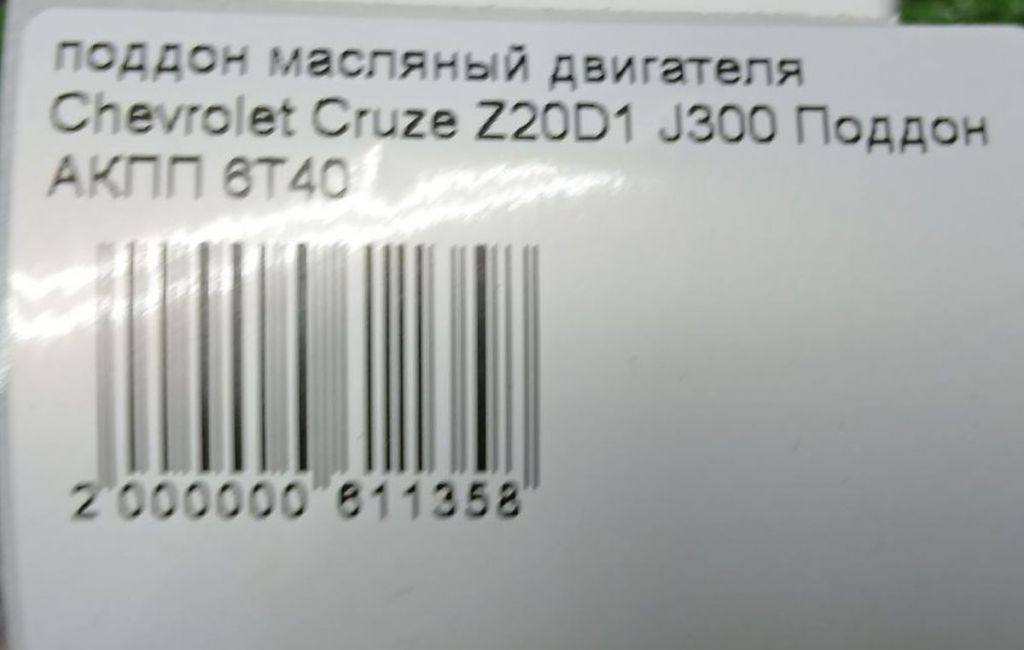 поддон масляный двигателя
Chevrolet Cruze Z20D1 J300 Поддон
АКПП 6T40
2 000000 611358